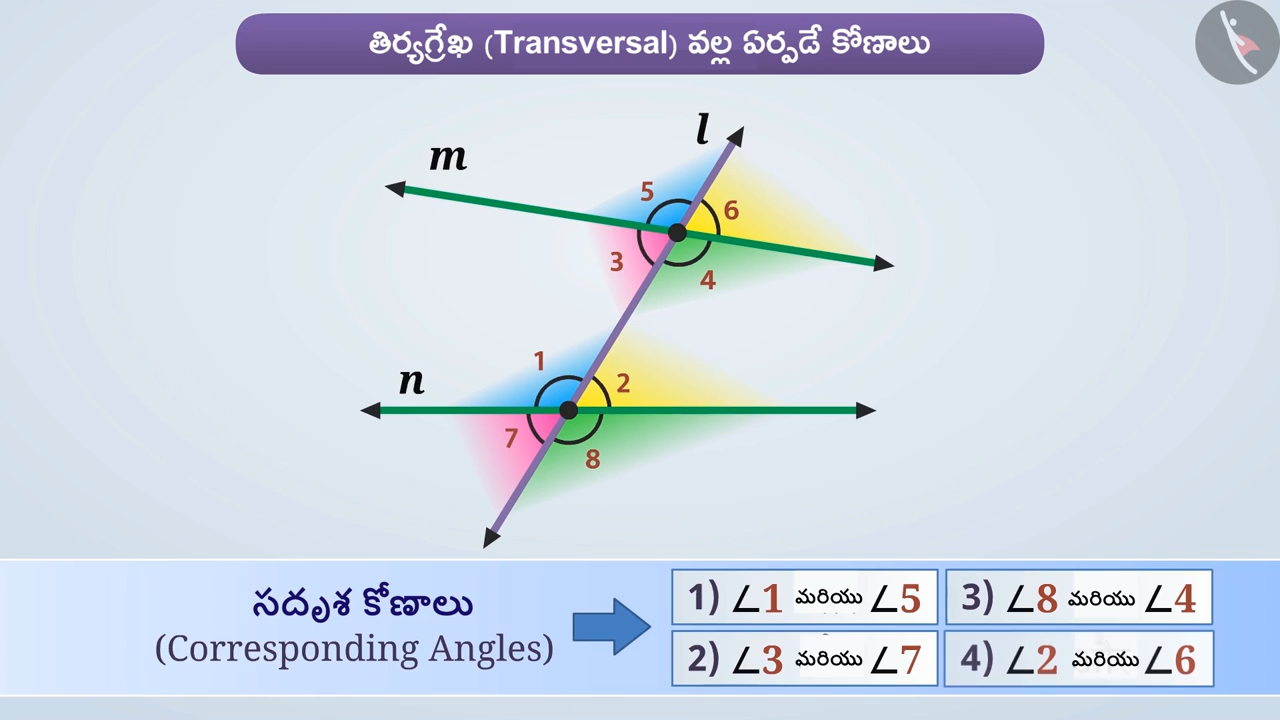 తిర్యగ్రేఖ (Transversal) వల్ల ఏర్పడే కోణాలు
l
m
5
6
3
4
n
1
2
7
8
సదృశ కోణాలు
(Corresponding Angles)
1) ∠1 మరియు ∠5
3) ∠8 మరియు ∠4
2) ∠3 మరియు ∠7
4) ∠2 మరియు ∠6